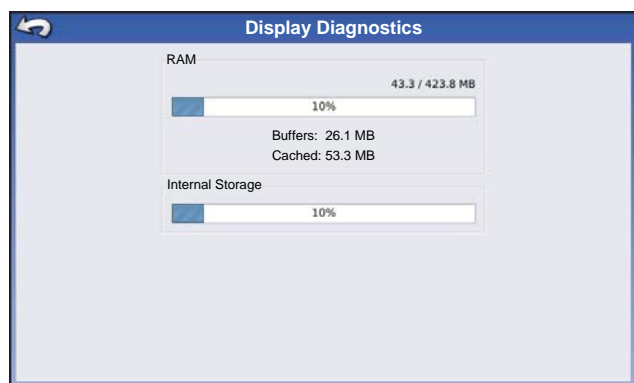 Display Diagnostics
RAM
43.3 / 423.8 MB
10%
Buffers: 26.1 MB
Cached: 53.3 MB
Internal Storage
10%